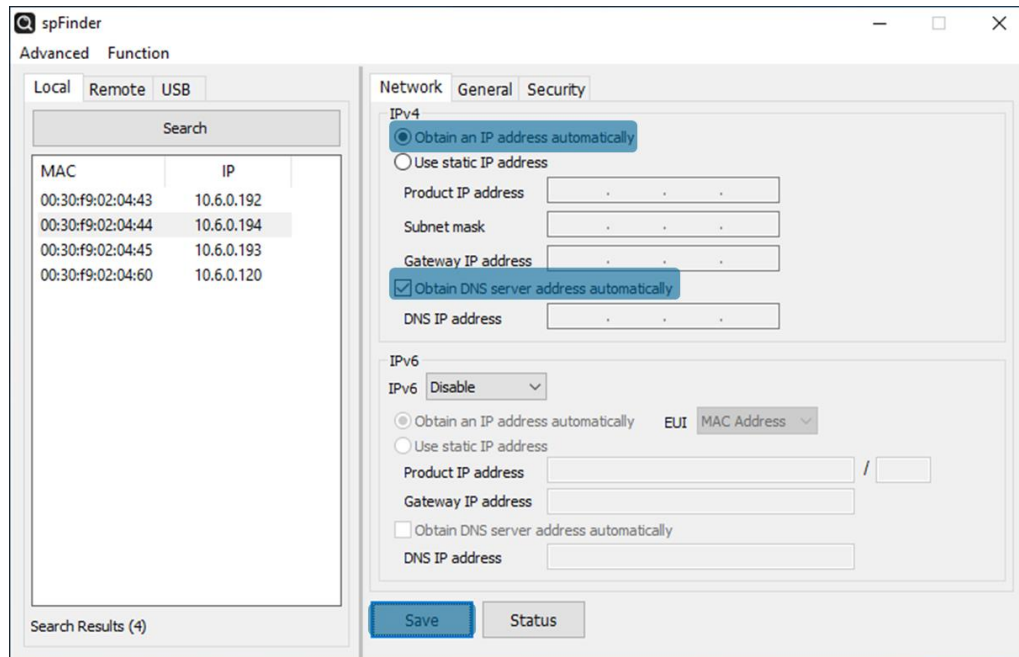 spFinder
Advanced Function
Local Remote USB
Search
MAC IP
00:30:f9:02:04:43 10.6.0.192
00:30:f9:02:04:44 10.6.0.194
00:30:f9:02:04:45 10.6.0.193
00:30:f9:02:04:60 10.6.0.120
Search Results (4)
Network General Security
IPv4
Obtain an IP address automatically
Use static IP address
Product IP address . . .
Subnet mask . . .
Gateway IP address . . .
Obtain DNS server address automatically
DNS IP address . . .
IPv6
IPv6 Disable
Obtain an IP address automatically EUI MAC Address
Use static IP address
Product IP address /
Gateway IP address
Obtain DNS server address automatically
DNS IP address
Save Status